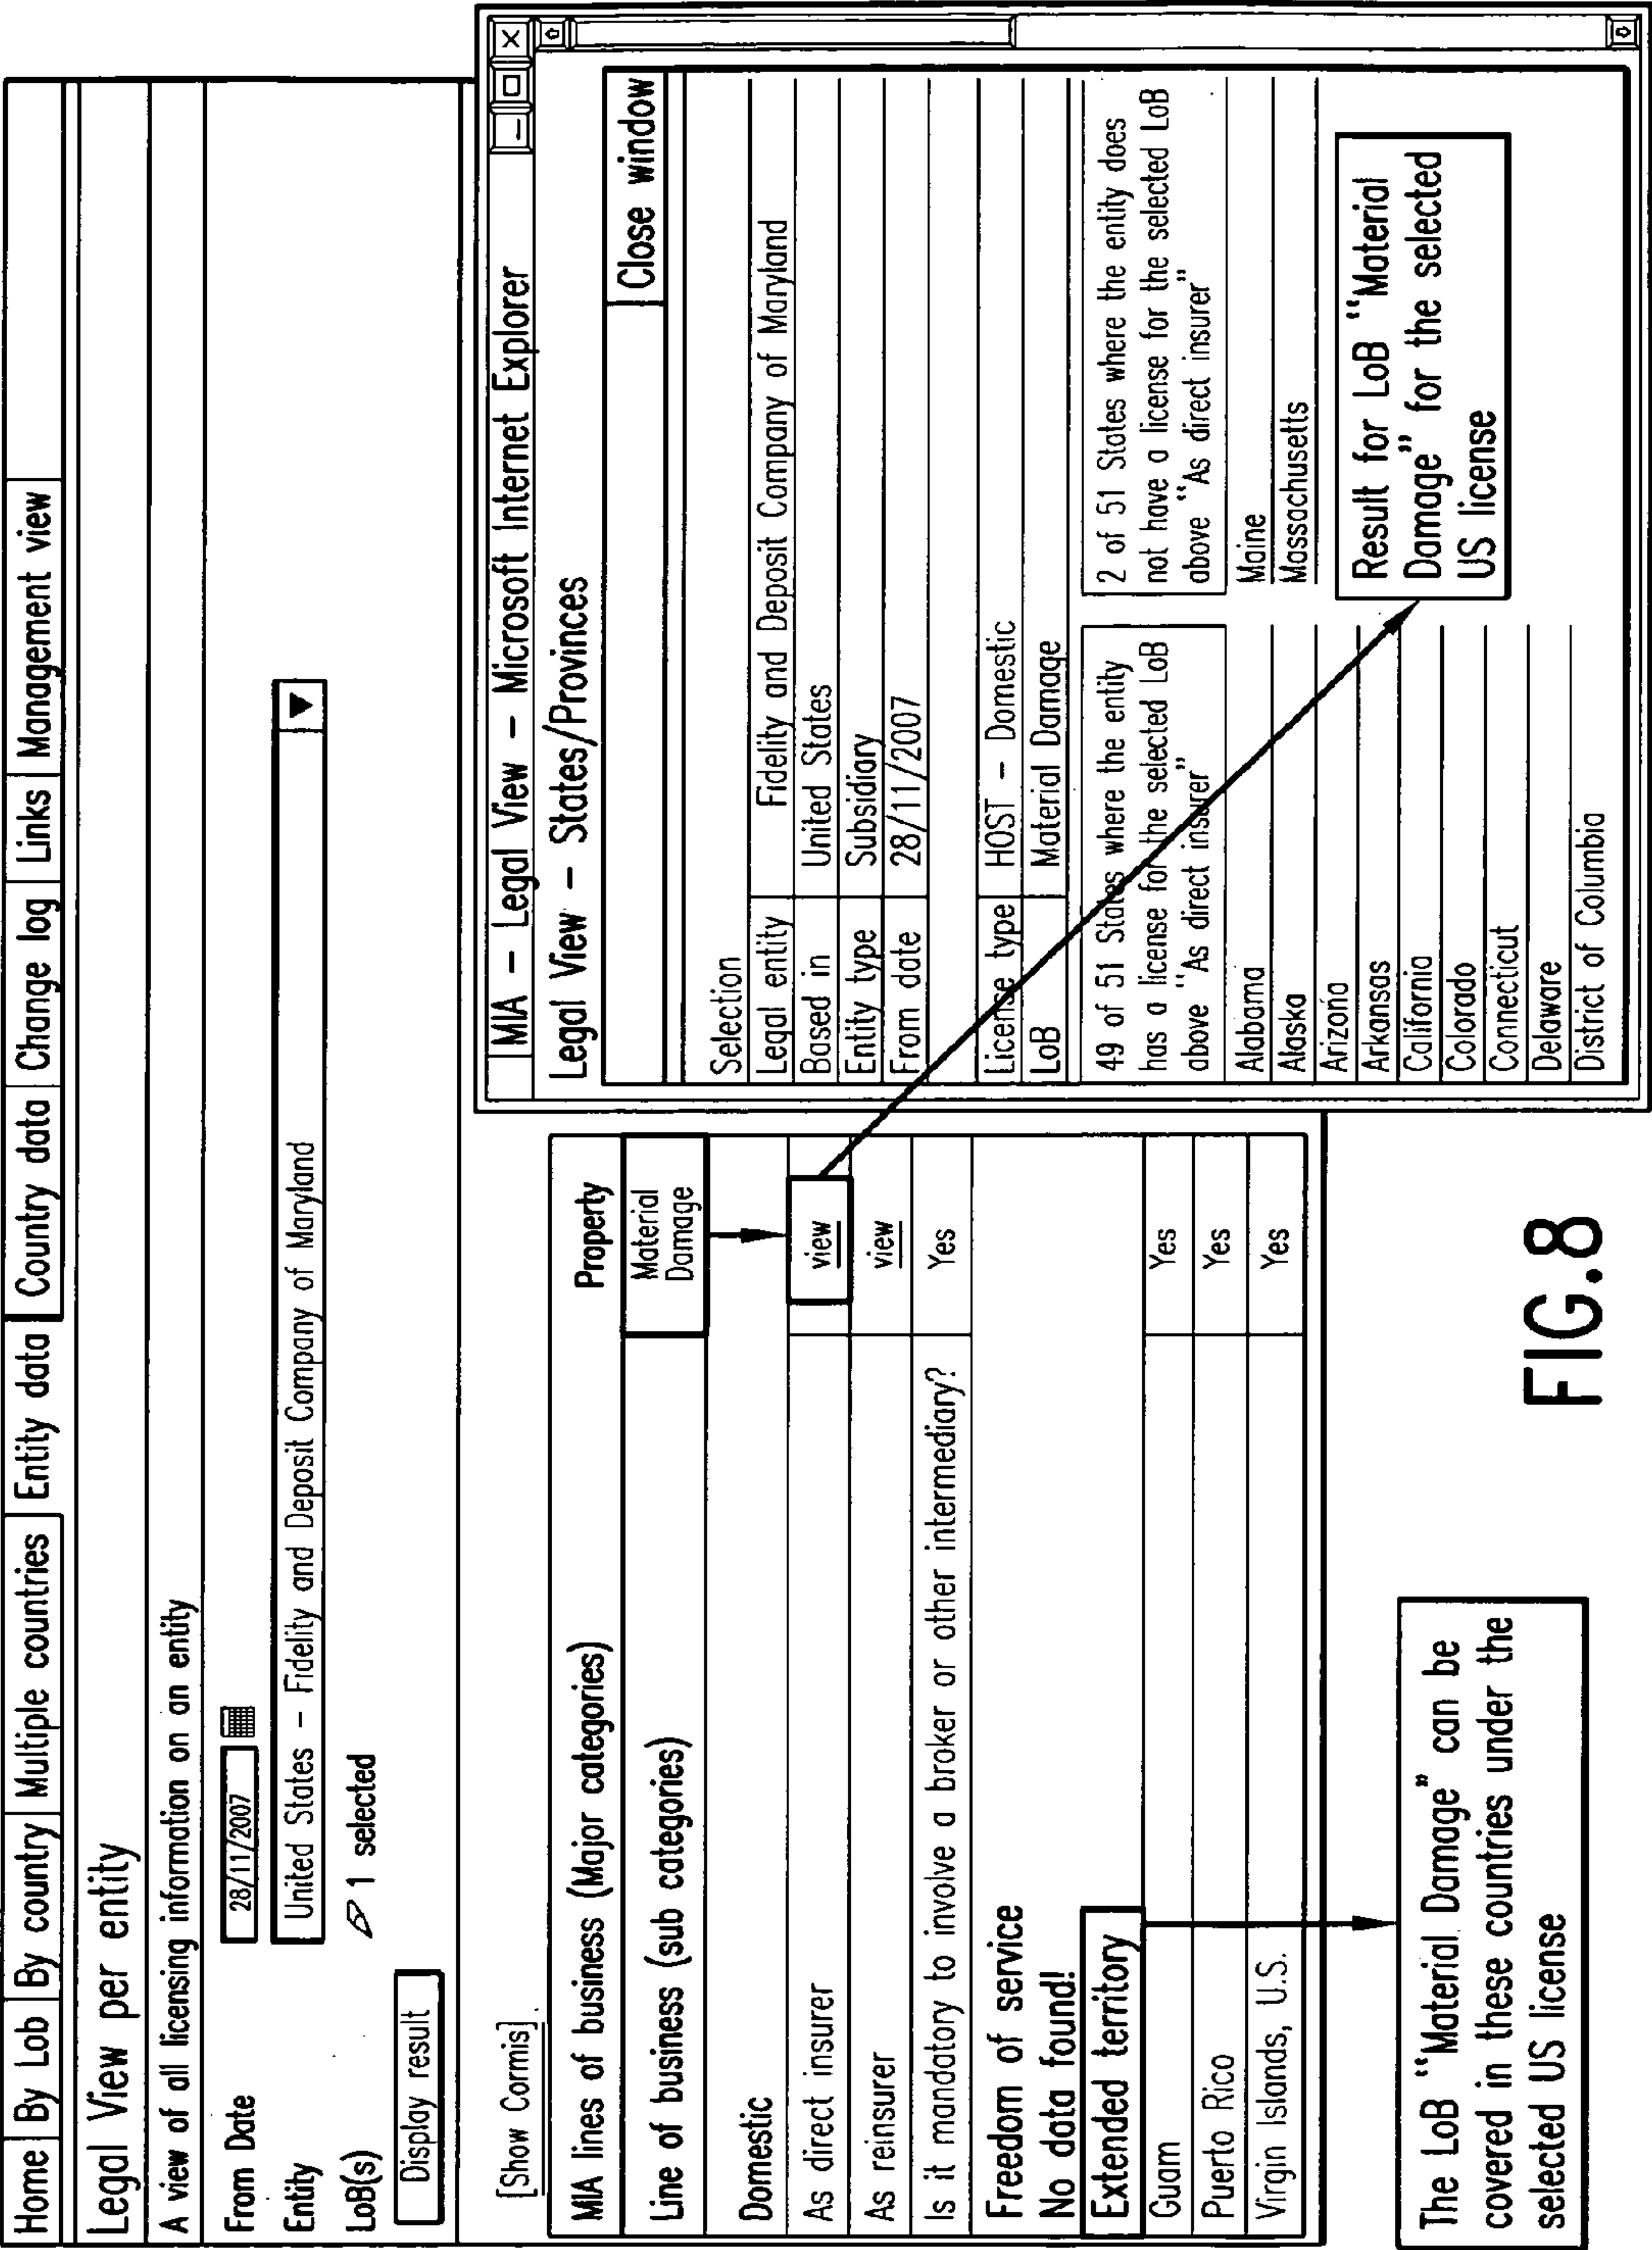 Home By Lob By country Multiple countries Entity data Country data Change log Links Management view
Legal View per entity
A view of all licensing information on an entity
From Date 28/11/2007
Entity United States – Fidelity and Deposit Company of Maryland
LoB(s) 1 selected
Display result
[Show Cormis]
MIA lines of business (Major categories) Property
Line of business (sub categories) Material
Damage
Domestic
As direct insurer view
As reinsurer view
Is it mandatory to involve a broker or other intermediary? Yes
Freedom of service
No data found!
Extended territory
Guam Yes
Puerto Rico Yes
Virgin Islands, U.S. Yes
The LoB "Material Damage" can be
covered in these countries under the
selected US license
MIA – Legal View – Microsoft Internet Explorer
Legal View – States/Provinces
Close window
Selection
Legal entity Fidelity and Deposit Company of Maryland
Based in United States
Entity type Subsidiary
From date 28/11/2007
License type HOST – Domestic
LoB Material Damage
49 of 51 States where the entity
has a license for the selected LoB
above "As direct insurer"
Alabama
Alaska
Arizona
Arkansas
California
Colorado
Connecticut
Delaware
District of Columbia
2 of 51 States where the entity does
not have a license for the selected LoB
above "As direct insurer"
Maine
Massachusetts
Result for LoB "Material
Damage" for the selected
US license
FIG.8